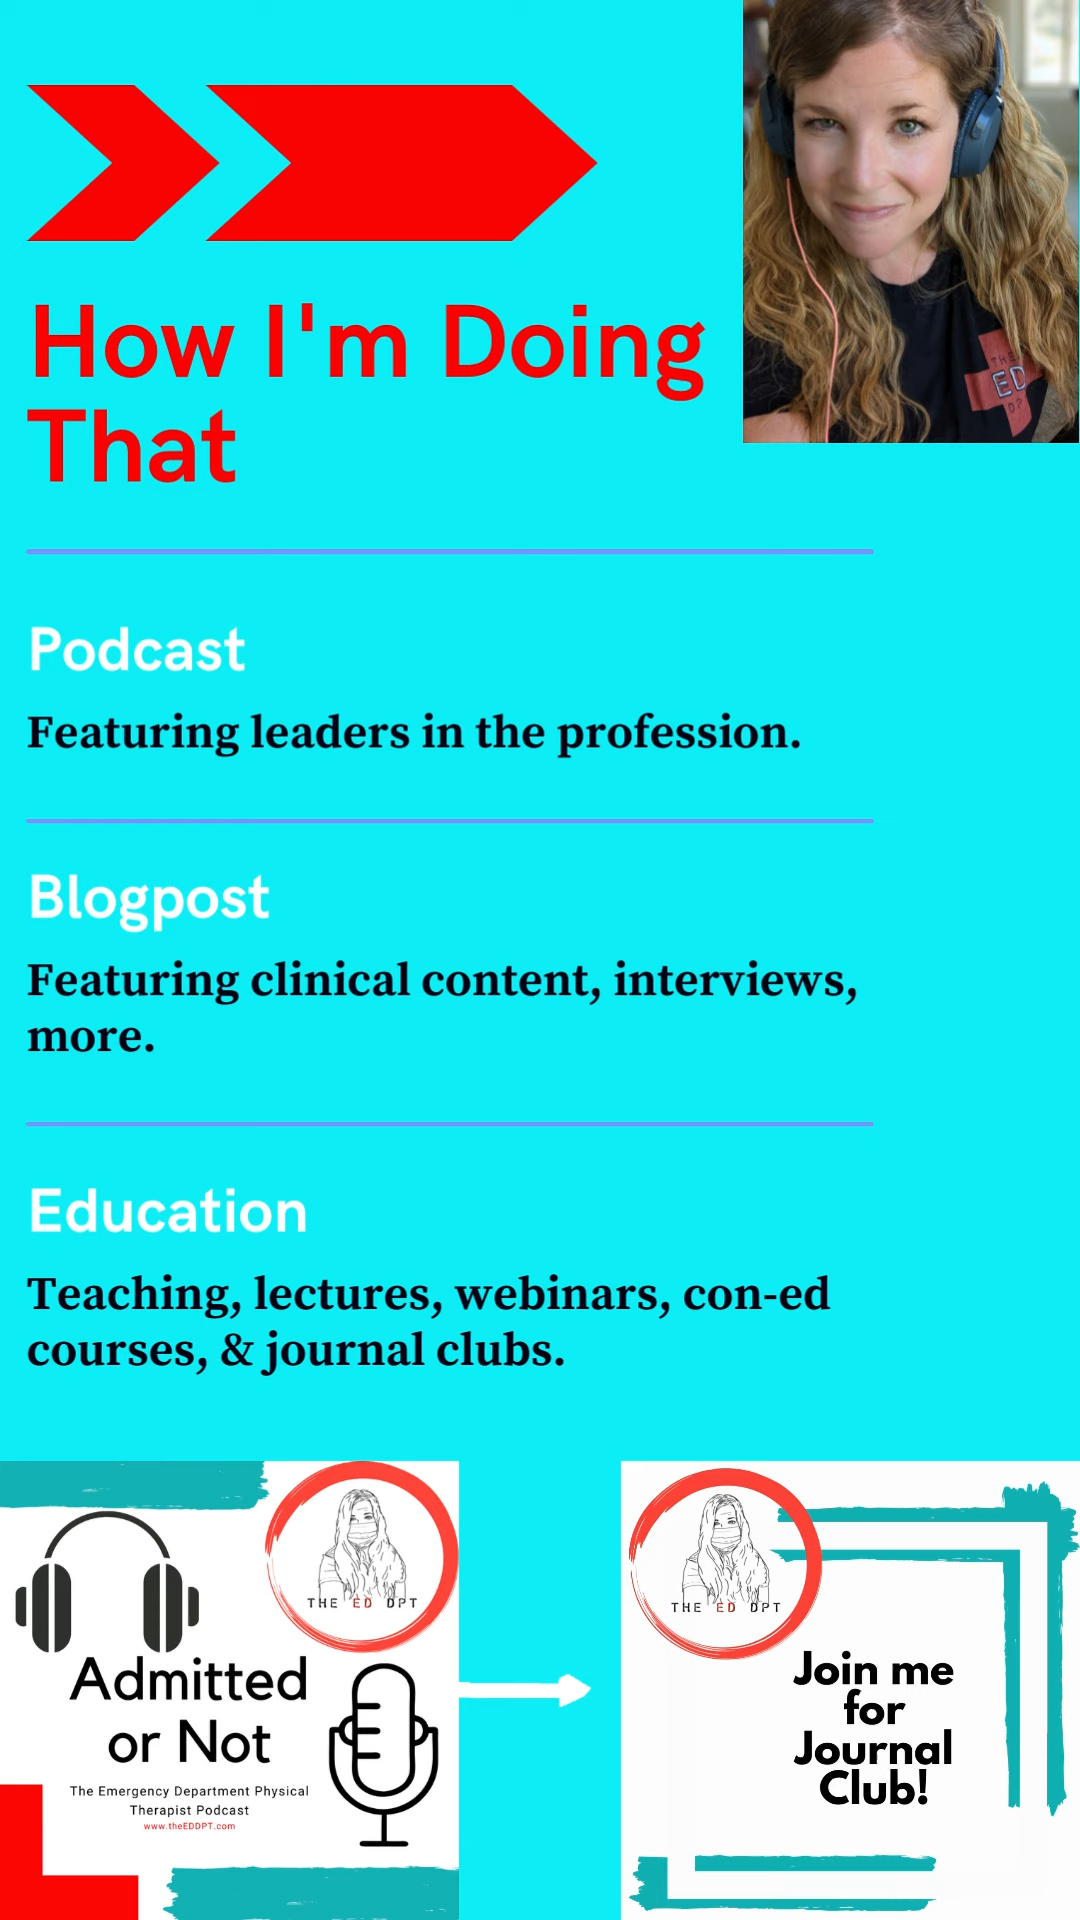 THE
ED
How I'm Doing
That
Podcast
Featuring leaders in the profession.
Blogpost
Featuring clinical content, interviews,
more.
Education
Teaching, lectures, webinars, con-ed
courses, & journal clubs.
THE ED DPT
Admitted
or Not
The Emergency Department Physical
Therapist Podcast
www.theEDDPT.com
THE ED DPT
Join me
for
Journal
Club!